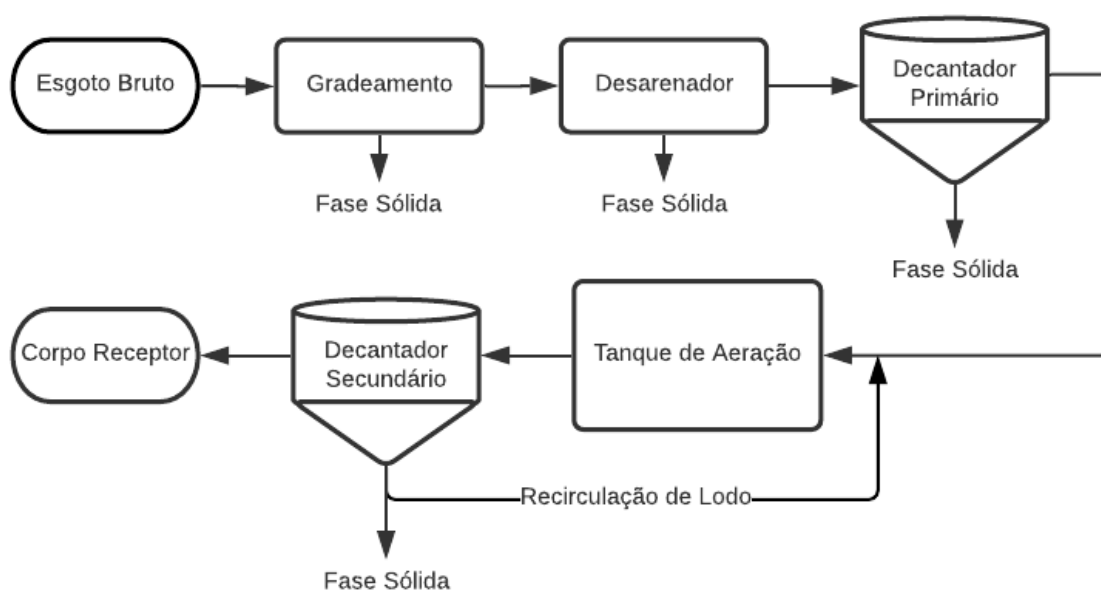 Esgoto Bruto
Gradeamento
Desarenador
Decantador
Primário
Fase Sólida
Fase Sólida
Fase Sólida
Corpo Receptor
Decantador
Secundário
Tanque de Aeração
Recirculação de Lodo
Fase Sólida